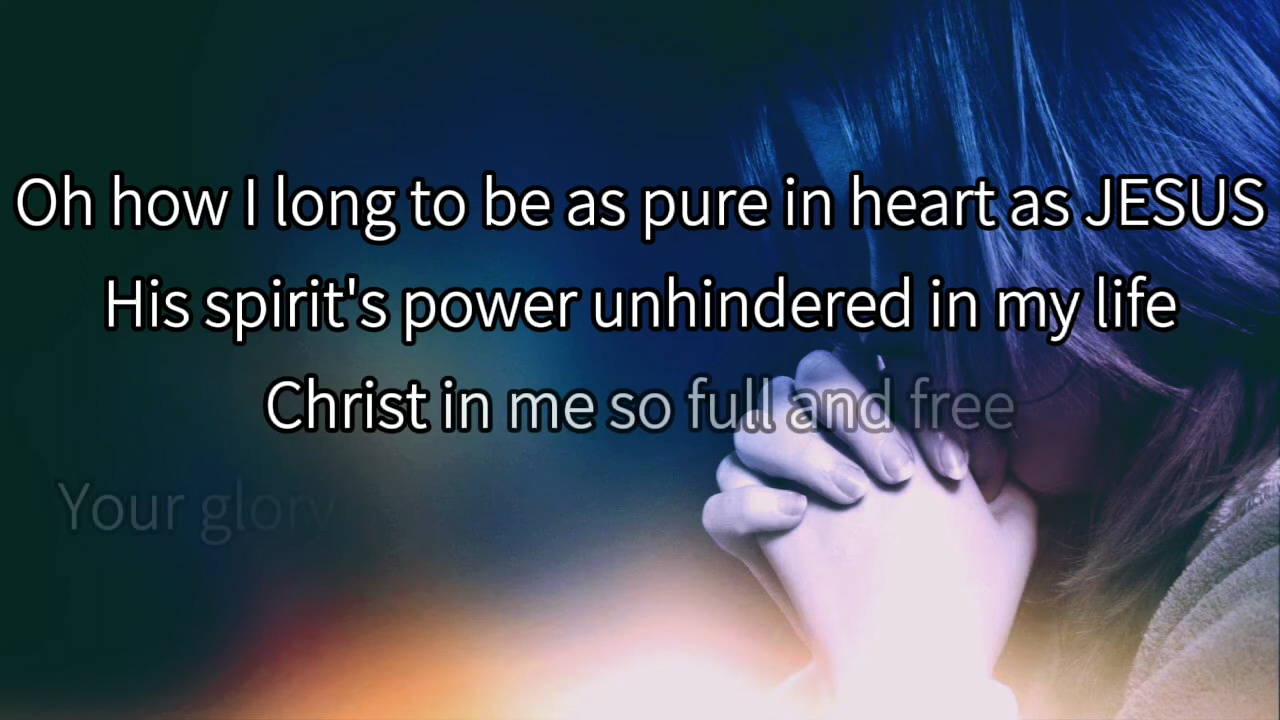 Oh how I long to be as pure in heart as JESUS
His spirit's power unhindered in my life
Christ in me so full and free
Your glory